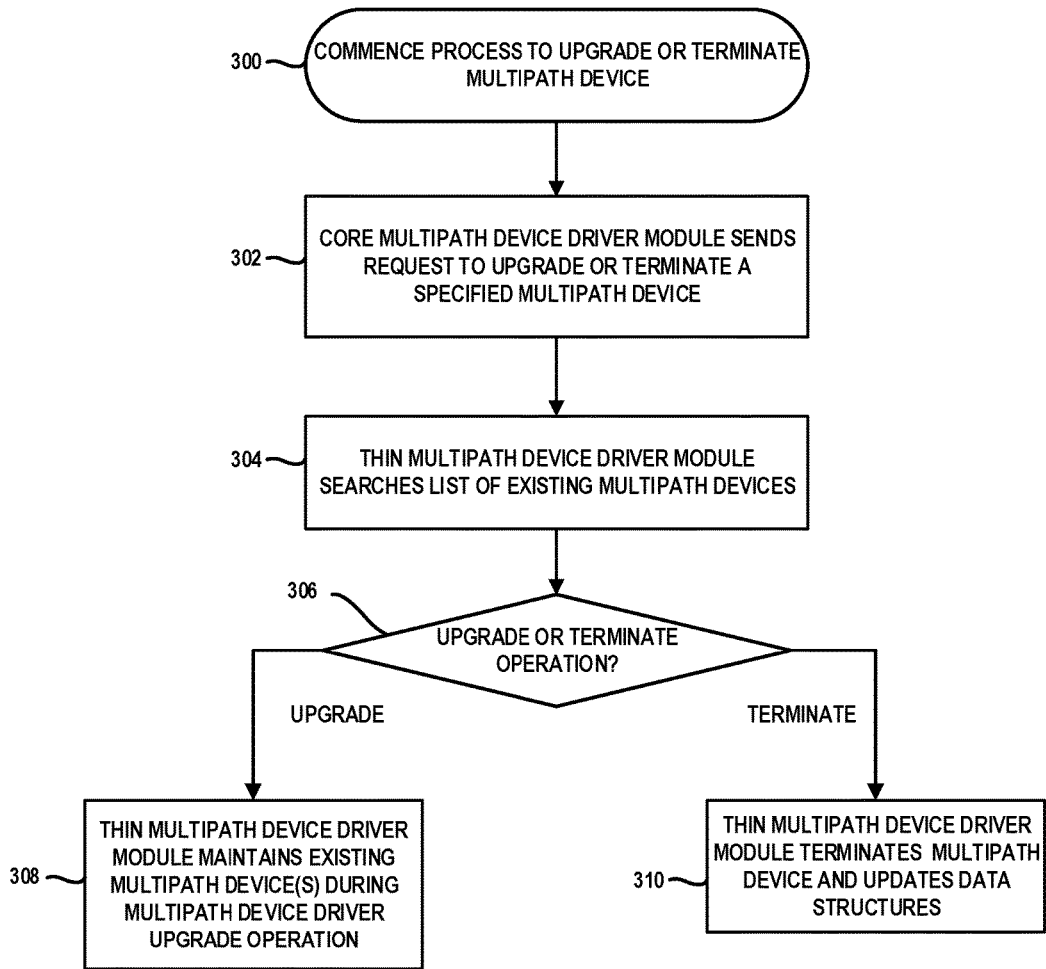 300
COMMENCE PROCESS TO UPGRADE OR TERMINATE
MULTIPATH DEVICE
302
CORE MULTIPATH DEVICE DRIVER MODULE SENDS
REQUEST TO UPGRADE OR TERMINATE A
SPECIFIED MULTIPATH DEVICE
304
THIN MULTIPATH DEVICE DRIVER MODULE
SEARCHES LIST OF EXISTING MULTIPATH DEVICES
306
UPGRADE OR TERMINATE
OPERATION?
UPGRADE
TERMINATE
308
THIN MULTIPATH DEVICE DRIVER
MODULE MAINTAINS EXISTING
MULTIPATH DEVICE(S) DURING
MULTIPATH DEVICE DRIVER
UPGRADE OPERATION
310
THIN MULTIPATH DEVICE DRIVER
MODULE TERMINATES MULTIPATH
DEVICE AND UPDATES DATA
STRUCTURES